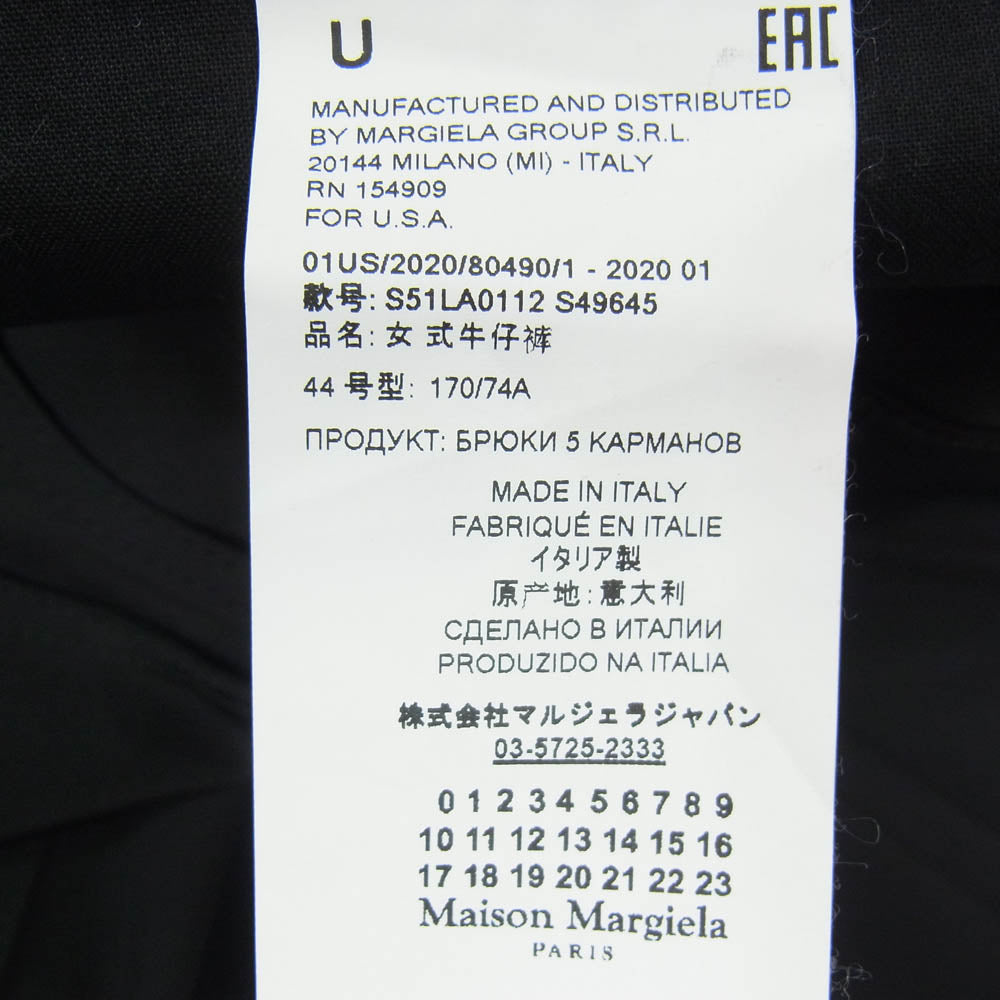 U EAC
MANUFACTURED AND DISTRIBUTED
BY MARGIELA GROUP S.R.L.
20144 MILANO (MI) - ITALY
RN 154909
FOR U.S.A.
01US/2020/80490/1 - 2020 01
款号: S51LA0112 S49645
品名: 女 式牛仔裤
44 号型: 170/74A
ПРОДУКТ: БРЮКИ 5 КАРМАНОВ
MADE IN ITALY
FABRIQUÉ EN ITALIE
イタリア製
原产地: 意大利
СДЕЛАНО В ИТАЛИИ
PRODUZIDO NA ITALIA
株式会社マルジェラジャパン
03-5725-2333
0 1 2 3 4 5 6 7 8 9
10 11 12 13 14 15 16
17 18 19 20 21 22 23
Maison Margiela
PARIS